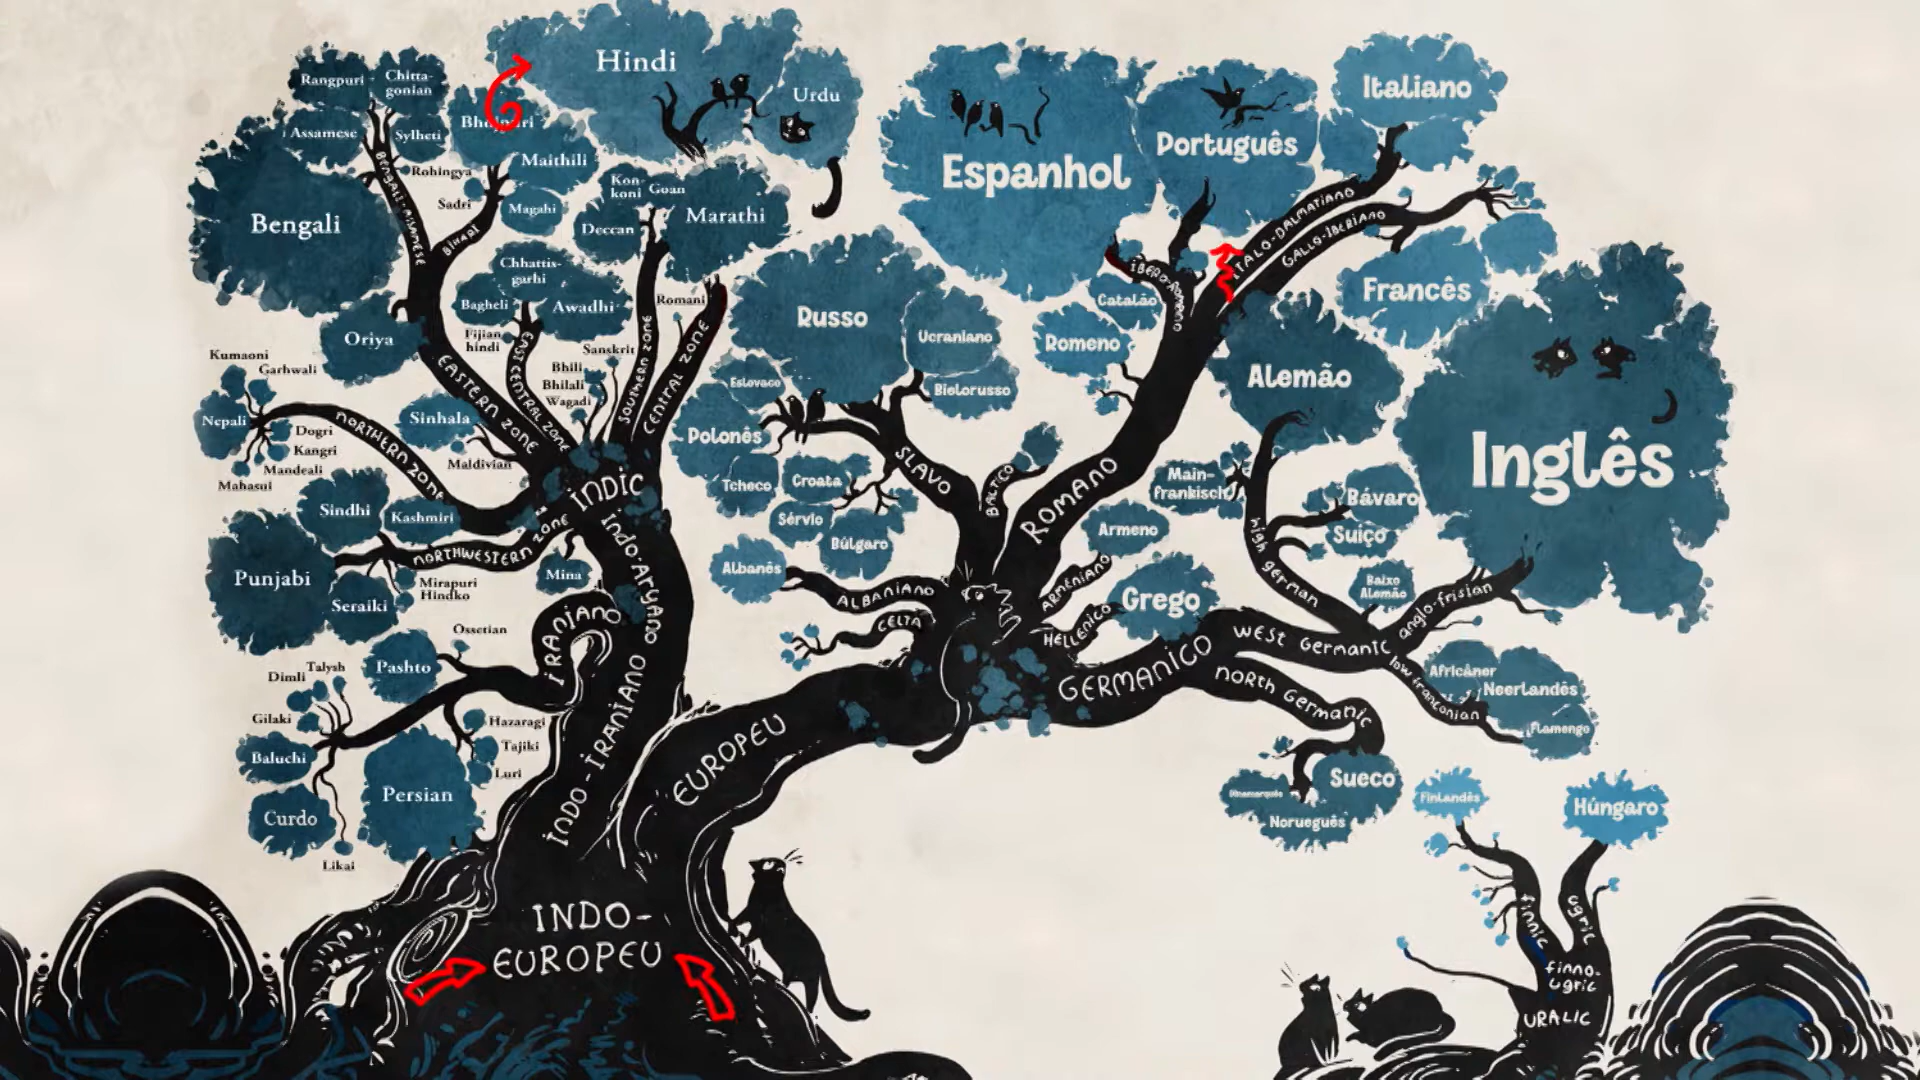 Hindi
Urdu
Rangpuri
Chitta-
gonian
Assamese
Sylheti
Maithili
Rohingya
Sadri
Magahi
Bengali
BENGALI-ASSAMESE
BIHARI
Kon-
koni
Goan
Marathi
Deccan
Chhattis-
garhi
Bagheli
Awadhi
Fijian
hindi
Romani
Oriya
Sanskrit
Bhili
Bhilali
Wagadi
EASTERN ZONE
EAST CENTRAL ZONE
SOUTHERN ZONE
CENTRAL ZONE
Kumaoni
Garhwali
Nepali
Dogri
Kangri
Mandeali
Mahasui
NORTHERN ZONE
Sinhala
Maldivian
INDIC
Sindhi
Kashmiri
NORTHWESTERN ZONE
Punjabi
Seraiki
Mirapuri
Hindko
Mina
INDO-ARYANO
IRANIANO
Ossetian
Pashto
Talysh
Dimli
Gilaki
Baluchi
Curdo
Likai
Persian
Hazaragi
Tajiki
Luri
INDO-IRANIANO
EUROPEU
INDO-
EUROPEU
Espanhol
Português
Italiano
ITALO-DALMATIANO
GALLO-IBERIANO
Catalão
Francês
Romeno
ROMANO
Russo
Ucraniano
Bielorusso
Eslovaco
Polonês
Tcheco
Croata
Sérvio
Búlgaro
SLAVO
BALTICO
Albanês
ALBANIANO
CELTA
Armeno
ARMENIANO
Grego
HELLENICO
GERMANICO
WEST GERMANIC
NORTH GERMANIC
Alemão
Main-
frankisch
Bávaro
Suiço
high german
Baixo
Alemão
anglo-frisian
Inglês
Africâner
Neerlandês
Flamengo
low franconian
Sueco
Norueguês
Finlandês
Húngaro
finnic
ugric
finno-
ugric
URALIC